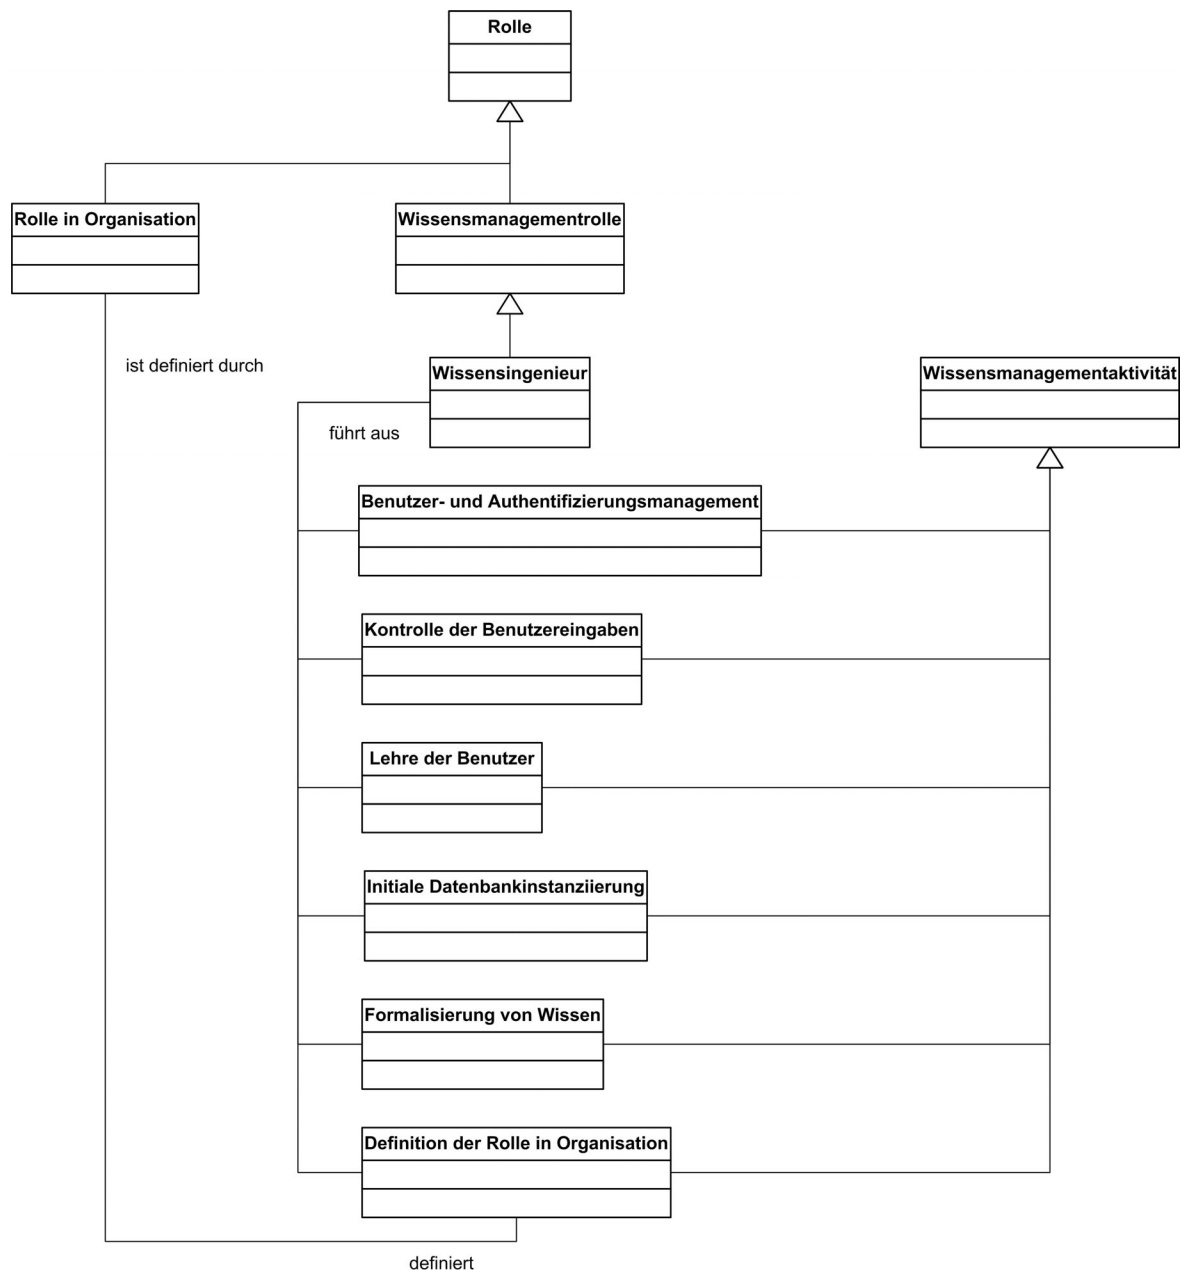 Rolle
Rolle in Organisation
Wissensmanagementrolle
ist definiert durch
Wissensingenieur
Wissensmanagementaktivität
führt aus
Benutzer- und Authentifizierungsmanagement
Kontrolle der Benutzereingaben
Lehre der Benutzer
Initiale Datenbankinstanziierung
Formalisierung von Wissen
Definition der Rolle in Organisation
definiert